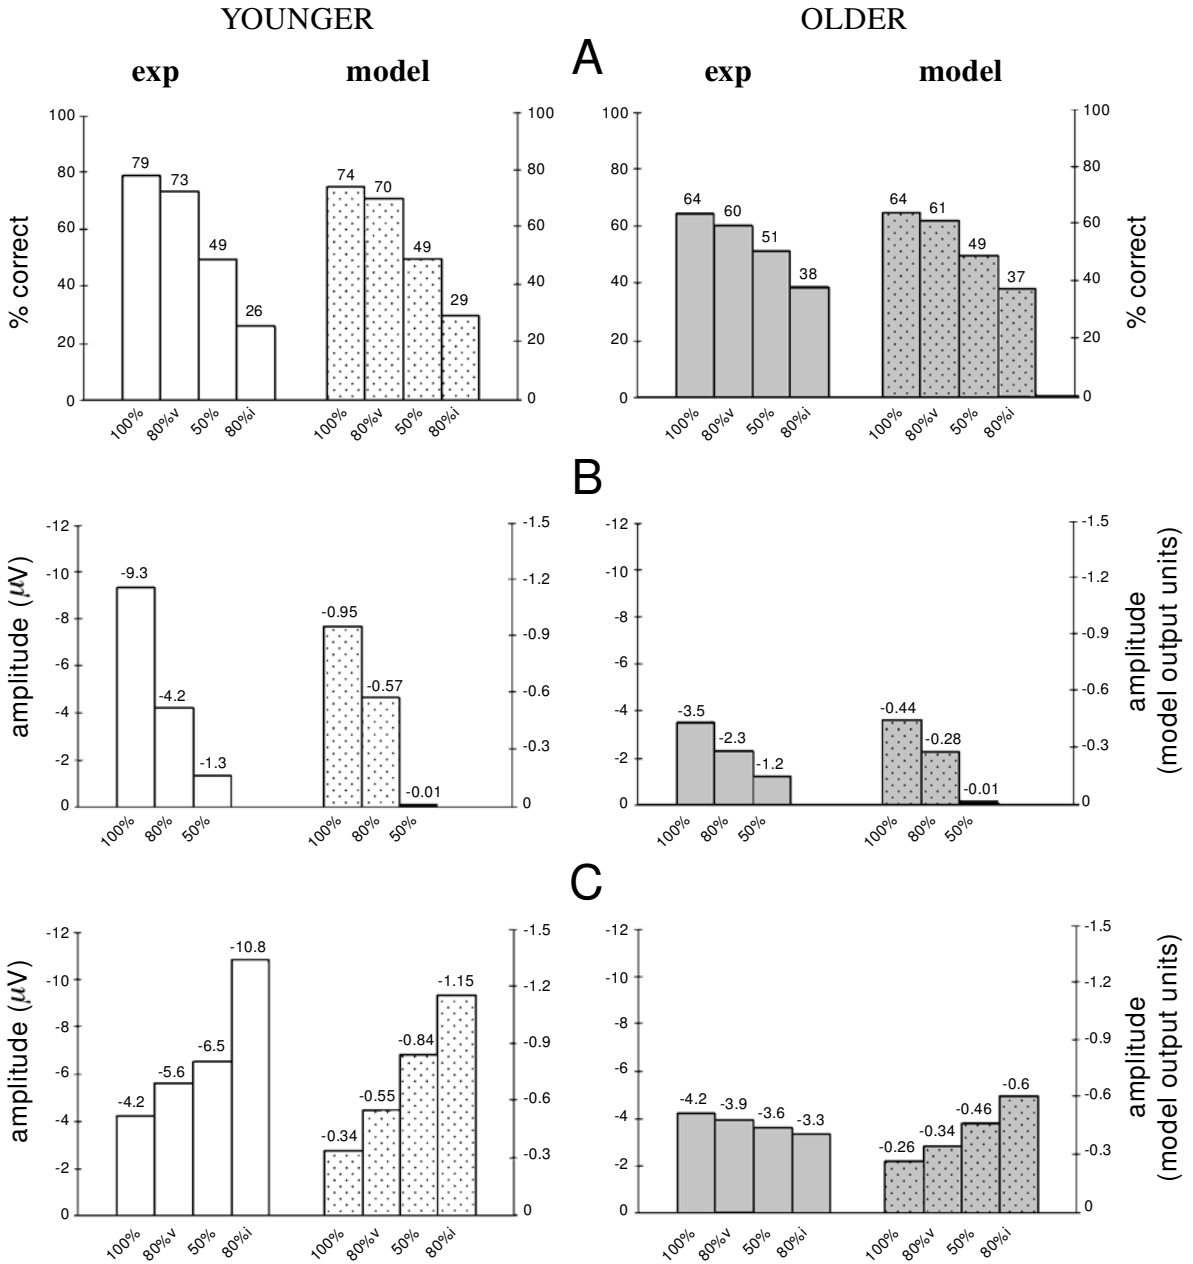 YOUNGER OLDER
A
exp model exp model
100 100 100 100
79 73 49 26 74 70 49 29 64 60 51 38 64 61 49 37
80 80 80 80
60 60 60 60
40 40 40 40
20 20 20 20
0 0 0 0
% correct % correct
100% 80%v 50% 80%i 100% 80%v 50% 80%i 100% 80%v 50% 80%i 100% 80%v 50% 80%i
B
-12 -1.5 -12 -1.5
-10 -1.2 -10 -1.2
-8 -0.9 -8 -0.9
-6 -0.6 -6 -0.6
-4 -0.3 -4 -0.3
-2 -2
0 0 0 0
-9.3 -4.2 -1.3 -0.95 -0.57 -0.01 -3.5 -2.3 -1.2 -0.44 -0.28 -0.01
amplitude (μV)
amplitude
(model output units)
100% 80% 50% 100% 80% 50% 100% 80% 50% 100% 80% 50%
C
-12 -1.5 -12 -1.5
-10 -1.2 -10 -1.2
-8 -0.9 -8 -0.9
-6 -0.6 -6 -0.6
-4 -0.3 -4 -0.3
-2 -2
0 0 0 0
-4.2 -5.6 -6.5 -10.8 -0.34 -0.55 -0.84 -1.15 -4.2 -3.9 -3.6 -3.3 -0.26 -0.34 -0.46 -0.6
amplitude (μV)
amplitude
(model output units)
100% 80%v 50% 80%i 100% 80%v 50% 80%i 100% 80%v 50% 80%i 100% 80%v 50% 80%i